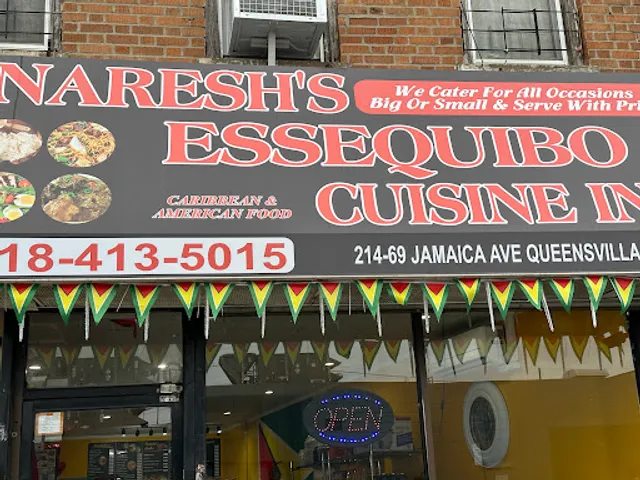 NARESH'S
We Cater For All Occasions
Big Or Small & Serve With Pri
ESSEQUIBO
CUISINE IN
CARIBBEAN &
AMERICAN FOOD
18-413-5015
214-69 JAMAICA AVE QUEENSVILLA
OPEN